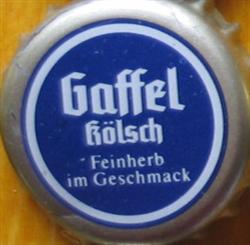 Gaffel
Kölsch
Feinherb
im Geschmack